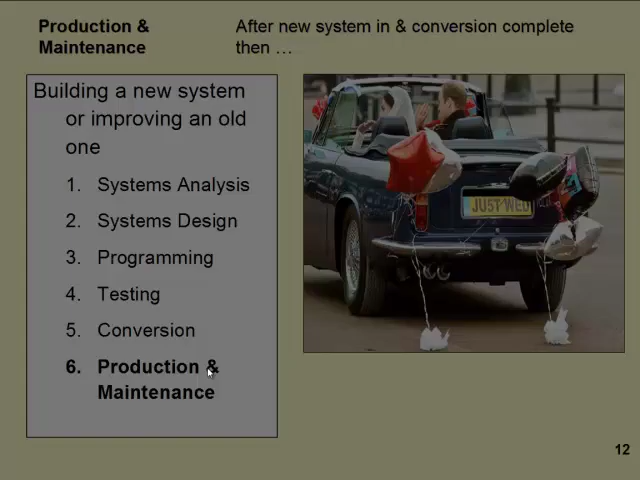 Production &
Maintenance
After new system in & conversion complete
then …
Building a new system
or improving an old
one
1. Systems Analysis
2. Systems Design
3. Programming
4. Testing
5. Conversion
6. Production &
Maintenance
JUST WED
12